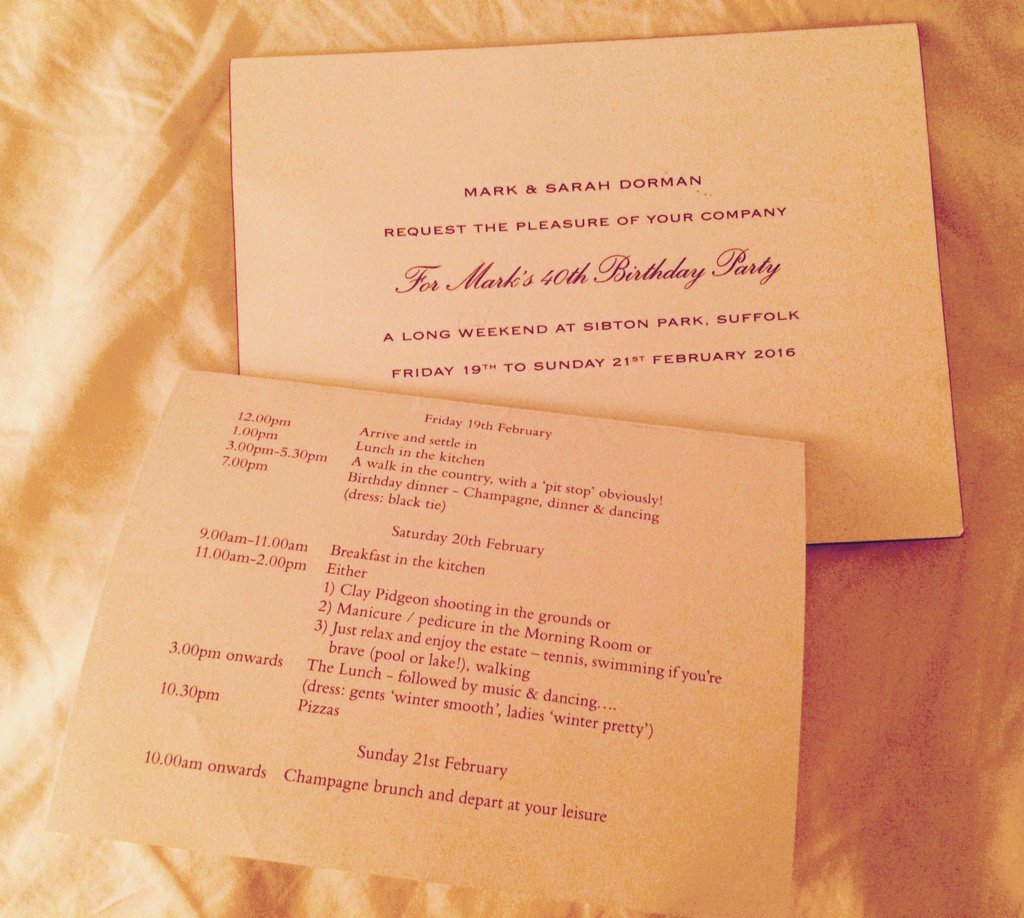 MARK & SARAH DORMAN
REQUEST THE PLEASURE OF YOUR COMPANY
For Mark's 40th Birthday Party
A LONG WEEKEND AT SIBTON PARK, SUFFOLK
FRIDAY 19TH TO SUNDAY 21ST FEBRUARY 2016
Friday 19th February
12.00pm Arrive and settle in
1.00pm Lunch in the kitchen
3.00pm-5.30pm A walk in the country, with a 'pit stop' obviously!
7.00pm Birthday dinner - Champagne, dinner & dancing
(dress: black tie)
Saturday 20th February
9.00am-11.00am Breakfast in the kitchen
11.00am-2.00pm Either
1) Clay Pidgeon shooting in the grounds or
2) Manicure / pedicure in the Morning Room or
3) Just relax and enjoy the estate – tennis, swimming if you're
brave (pool or lake!), walking
3.00pm onwards The Lunch - followed by music & dancing....
(dress: gents 'winter smooth', ladies 'winter pretty')
10.30pm Pizzas
Sunday 21st February
10.00am onwards Champagne brunch and depart at your leisure